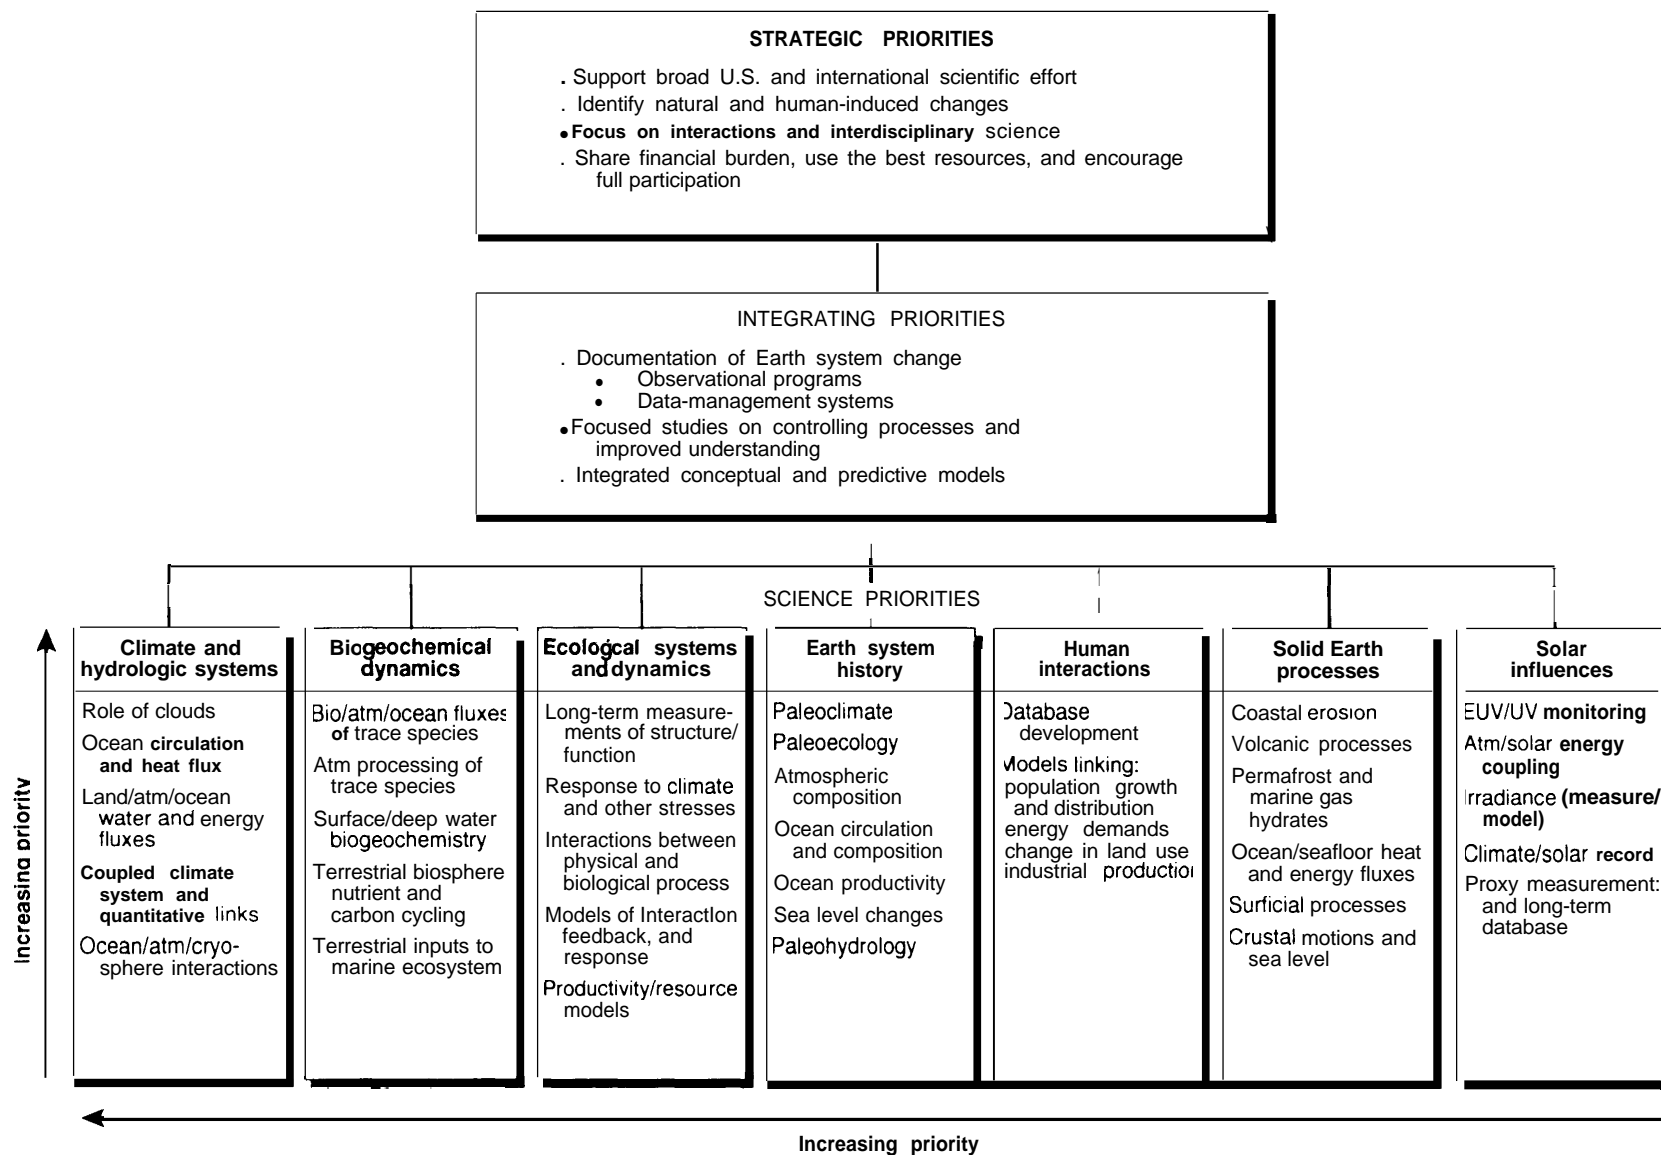 STRATEGIC PRIORITIES
. Support broad U.S. and international scientific effort
. Identify natural and human-induced changes
• Focus on interactions and interdisciplinary science
. Share financial burden, use the best resources, and encourage
full participation
INTEGRATING PRIORITIES
. Documentation of Earth system change
• Observational programs
• Data-management systems
• Focused studies on controlling processes and
improved understanding
. Integrated conceptual and predictive models
SCIENCE PRIORITIES
Increasing priority
Climate and
hydrologic systems
Role of clouds
Ocean circulation
and heat flux
Land/atm/ocean
water and energy
fluxes
Coupled climate
system and
quantitative links
Ocean/atm/cryo-
sphere interactions
Biogeochemical
dynamics
Bio/atm/ocean fluxes
of trace species
Atm processing of
trace species
Surface/deep water
biogeochemistry
Terrestrial biosphere
nutrient and
carbon cycling
Terrestrial inputs to
marine ecosystem
Ecological systems
and dynamics
Long-term measure-
ments of structure/
function
Response to climate
and other stresses
Interactions between
physical and
biological process
Models of Interaction
feedback, and
response
Productivity/resource
models
Earth system
history
Paleoclimate
Paleoecology
Atmospheric
composition
Ocean circulation
and composition
Ocean productivity
Sea level changes
Paleohydrology
Human
interactions
Database
development
Models linking:
population growth
and distribution
energy demands
change in land use
industrial production
Solid Earth
processes
Coastal erosion
Volcanic processes
Permafrost and
marine gas
hydrates
Ocean/seafloor heat
and energy fluxes
Surficial processes
Crustal motions and
sea level
Solar
influences
EUV/UV monitoring
Atm/solar energy
coupling
Irradiance (measure/
model)
Climate/solar record
Proxy measurement:
and long-term
database
Increasing priority